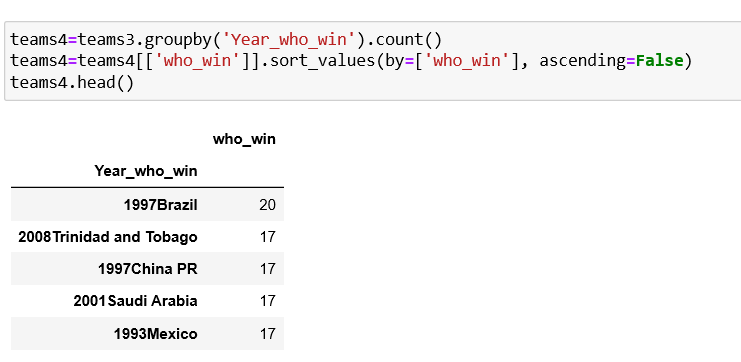 teams4=teams3.groupby('Year_who_win').count()
teams4=teams4[['who_win']].sort_values(by=['who_win'], ascending=False)
teams4.head()
who_win
Year_who_win
1997Brazil 20
2008Trinidad and Tobago 17
1997China PR 17
2001Saudi Arabia 17
1993Mexico 17